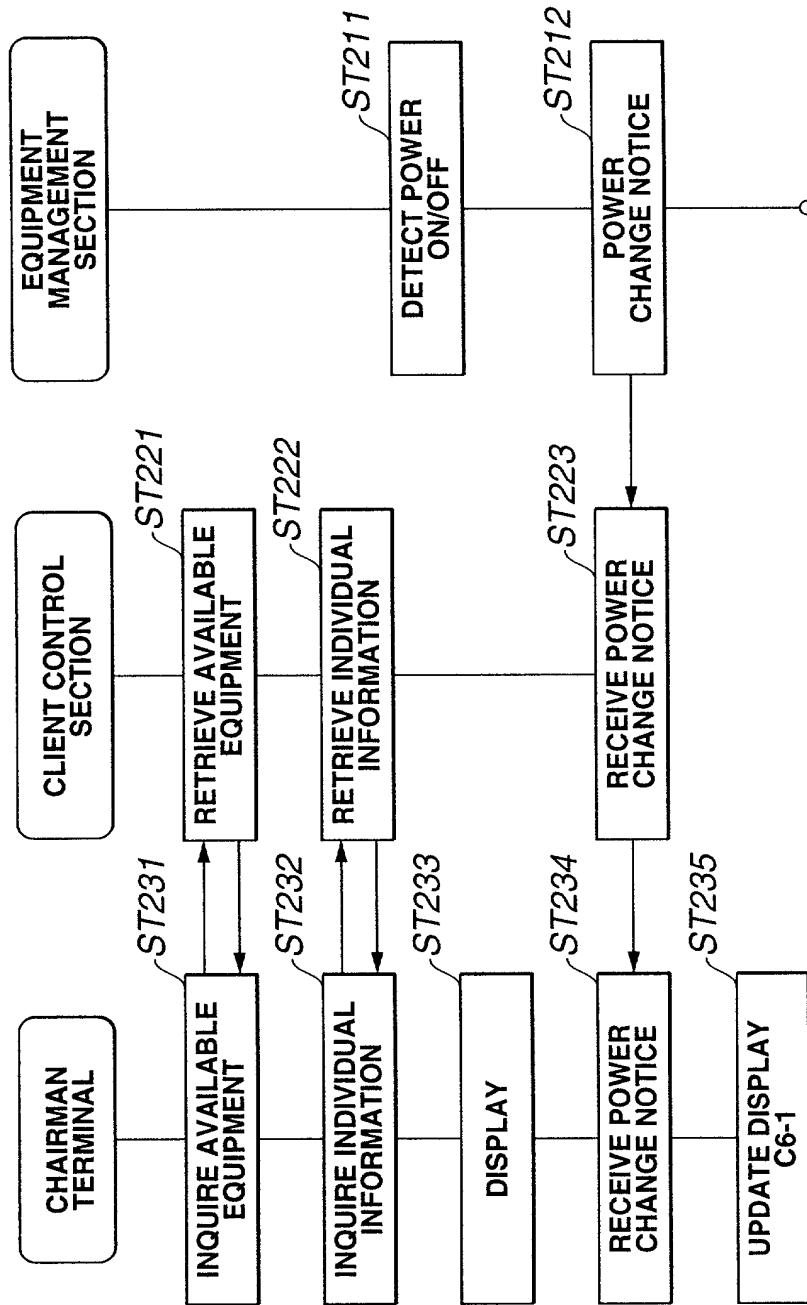 CHAIRMAN
TERMINAL
CLIENT CONTROL
SECTION
EQUIPMENT
MANAGEMENT
SECTION
ST231
INQUIRE AVAILABLE
EQUIPMENT
ST221
RETRIEVE AVAILABLE
EQUIPMENT
ST232
INQUIRE INDIVIDUAL
INFORMATION
ST222
RETRIEVE INDIVIDUAL
INFORMATION
ST233
DISPLAY
ST211
DETECT POWER
ON/OFF
ST234
RECEIVE POWER
CHANGE NOTICE
ST223
RECEIVE POWER
CHANGE NOTICE
ST212
POWER
CHANGE NOTICE
ST235
UPDATE DISPLAY
C6-1